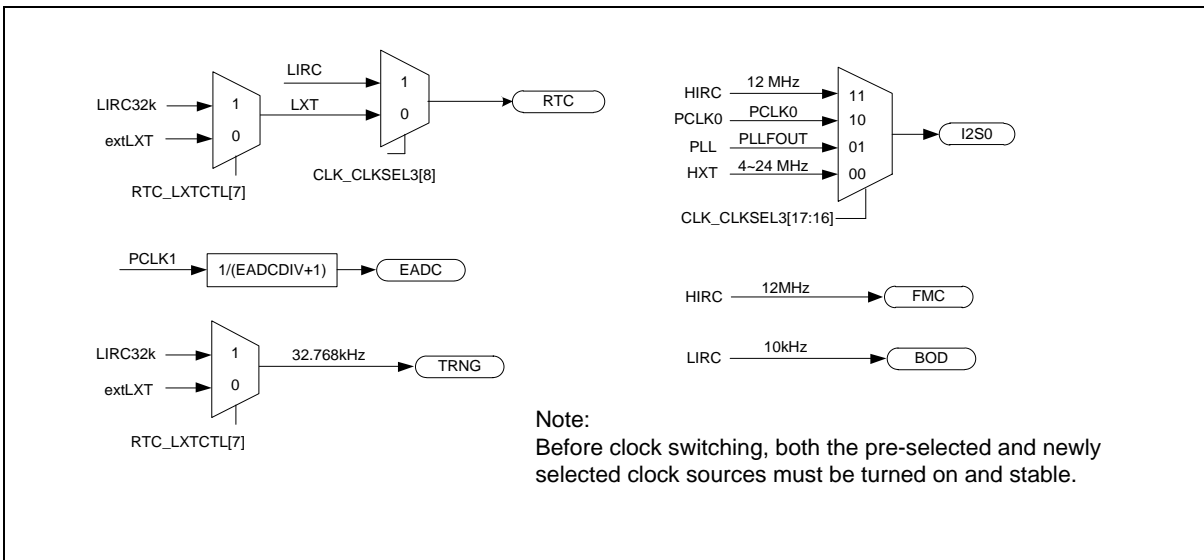 LIRC
1
0
RTC
LIRC32k
extLXT
1
0
LXT
CLK_CLKSEL3[8]
RTC_LXTCTL[7]
HIRC
12 MHz
11
PCLK0
PCLK0
10
PLL
PLLFOUT
01
HXT
4~24 MHz
00
I2S0
CLK_CLKSEL3[17:16]
PCLK1
1/(EADCDIV+1)
EADC
HIRC
12MHz
FMC
LIRC32k
extLXT
1
0
32.768kHz
TRNG
RTC_LXTCTL[7]
LIRC
10kHz
BOD
Note:
Before clock switching, both the pre-selected and newly
selected clock sources must be turned on and stable.